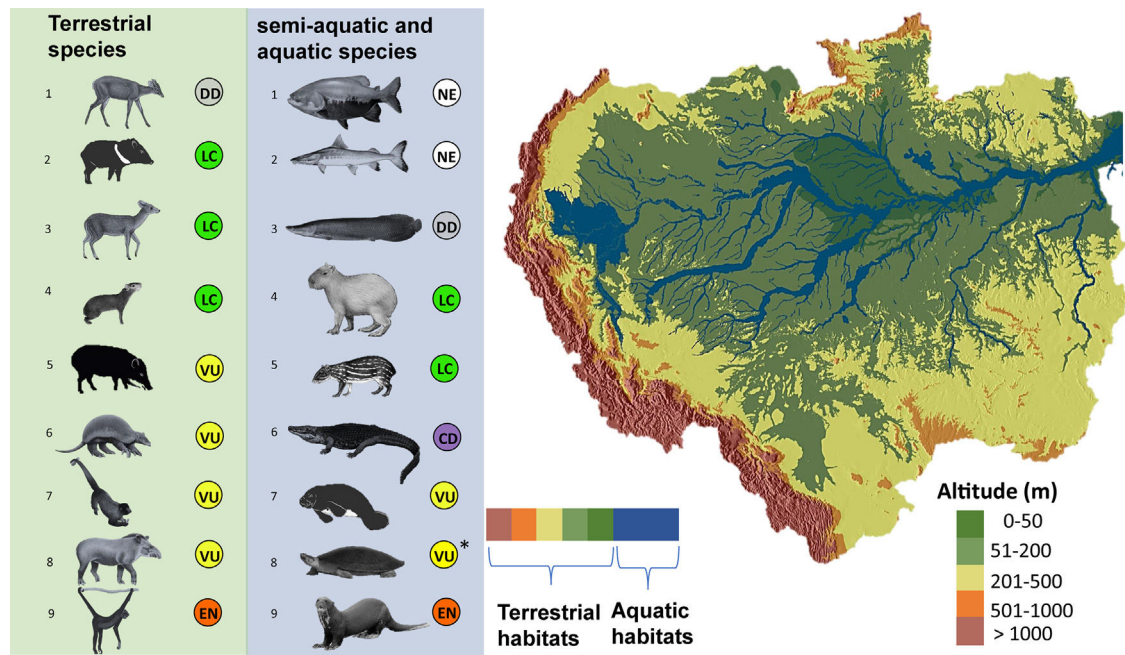 Terrestrial
species
1 DD
2 LC
3 LC
4 LC
5 VU
6 VU
7 VU
8 VU
9 EN
semi-aquatic and
aquatic species
1 NE
2 NE
3 DD
4 LC
5 LC
6 CD
7 VU
8 VU *
9 EN
Terrestrial
habitats
Aquatic
habitats
Altitude (m)
0-50
51-200
201-500
501-1000
> 1000